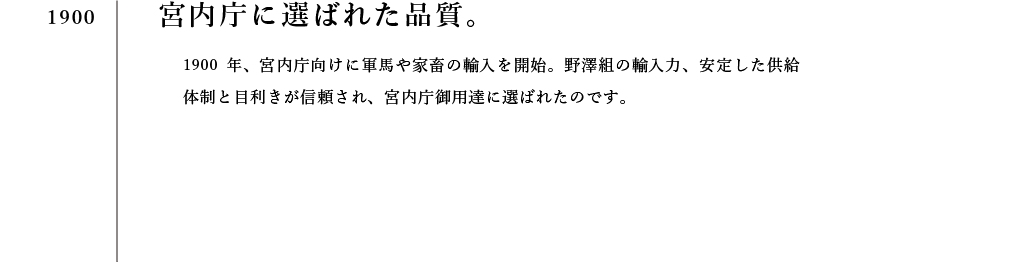 1900
宮内庁に選ばれた品質。
1900 年、宮内庁向けに軍馬や家畜の輸入を開始。野澤組の輸入力、安定した供給
体制と目利きが信頼され、宮内庁御用達に選ばれたのです。